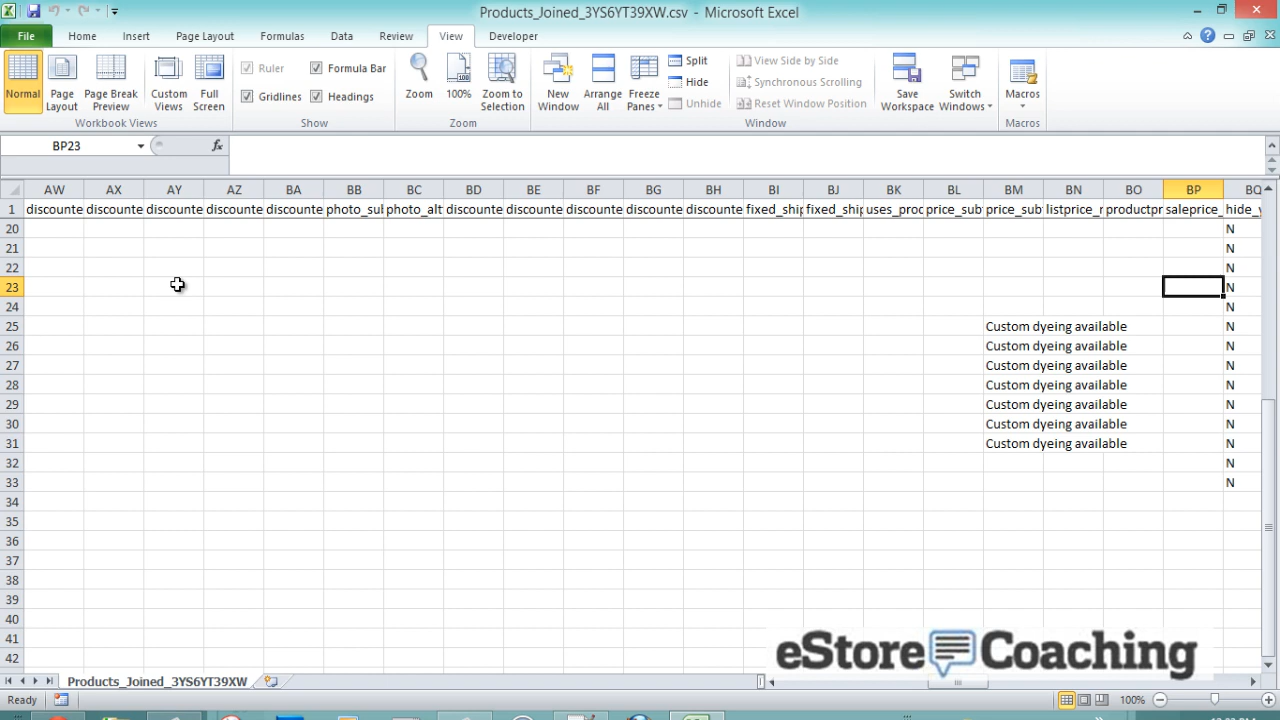 Products_Joined_3YS6YT39XW.csv - Microsoft Excel
File Home Insert Page Layout Formulas Data Review View Developer
Normal Page Layout Page Break Preview Custom Views Full Screen
Ruler Formula Bar
Gridlines Headings
Zoom 100% Zoom to Selection
New Window Arrange All Freeze Panes
Split
Hide
Unhide
View Side by Side
Synchronous Scrolling
Reset Window Position
Save Workspace Switch Windows Macros
Workbook Views Show Zoom Window Macros
BP23 fx
AW AX AY AZ BA BB BC BD BE BF BG BH BI BJ BK BL BM BN BO BP BQ
1 discounte discounte discounte discounte discounte photo_sul photo_alt discounte discounte discounte discounte discounte fixed_ship fixed_ship uses_proc price_sub price_sub listprice_r productpr saleprice_ hide_y
20 N
21 N
22 N
23 N
24 N
25 Custom dyeing available N
26 Custom dyeing available N
27 Custom dyeing available N
28 Custom dyeing available N
29 Custom dyeing available N
30 Custom dyeing available N
31 Custom dyeing available N
32 N
33 N
34
35
36
37
38
39
40
41
42
eStore Coaching
Products_Joined_3YS6YT39XW
Ready 100%